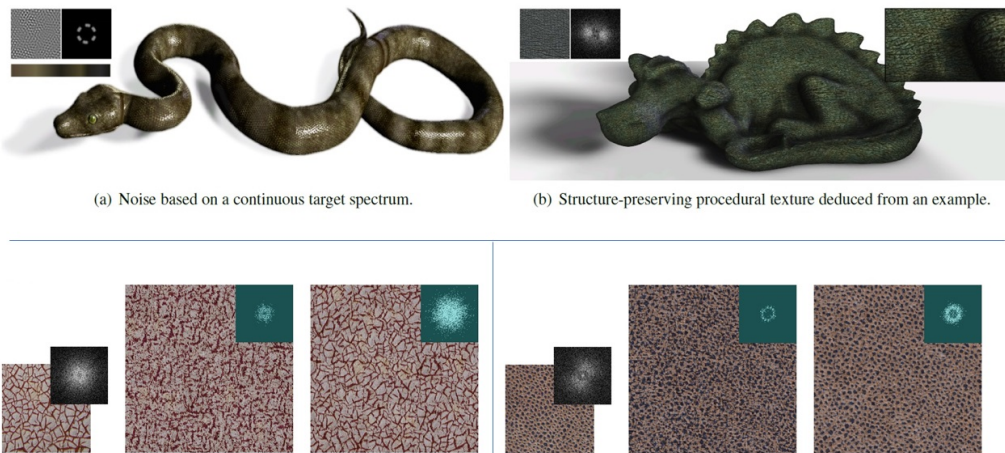 (a) Noise based on a continuous target spectrum.
(b) Structure-preserving procedural texture deduced from an example.